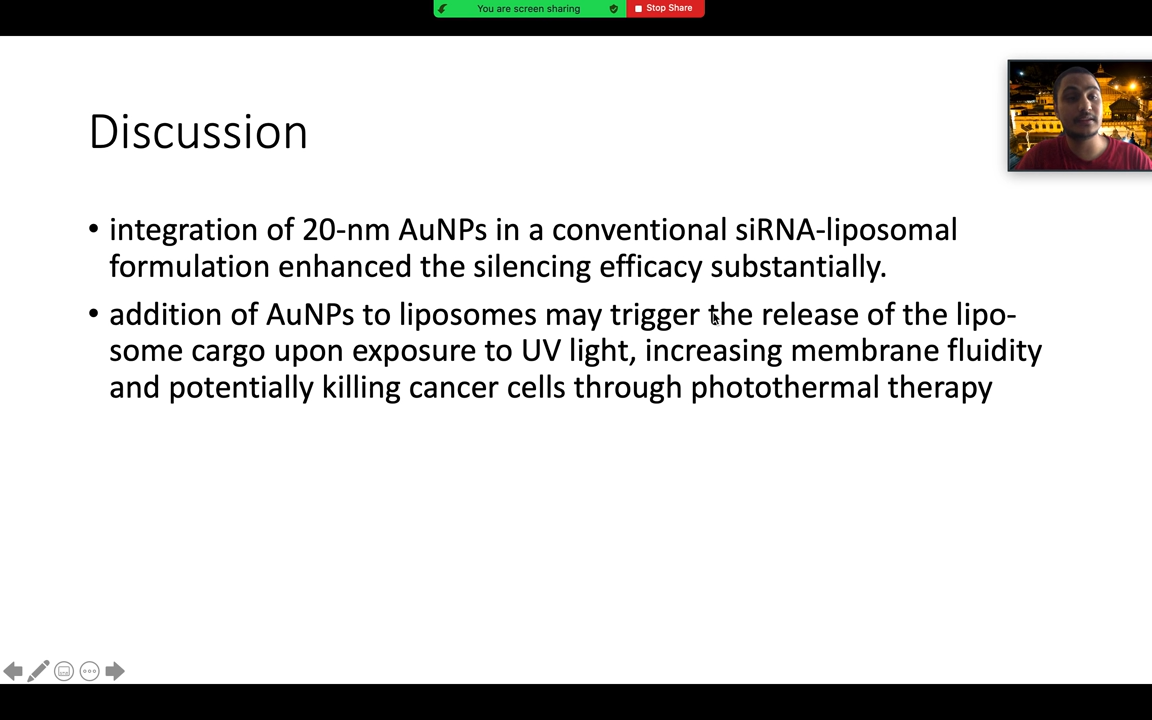 You are screen sharing
Stop Share
Discussion
• integration of 20-nm AuNPs in a conventional siRNA-liposomal
formulation enhanced the silencing efficacy substantially.
• addition of AuNPs to liposomes may trigger the release of the lipo-
some cargo upon exposure to UV light, increasing membrane fluidity
and potentially killing cancer cells through photothermal therapy